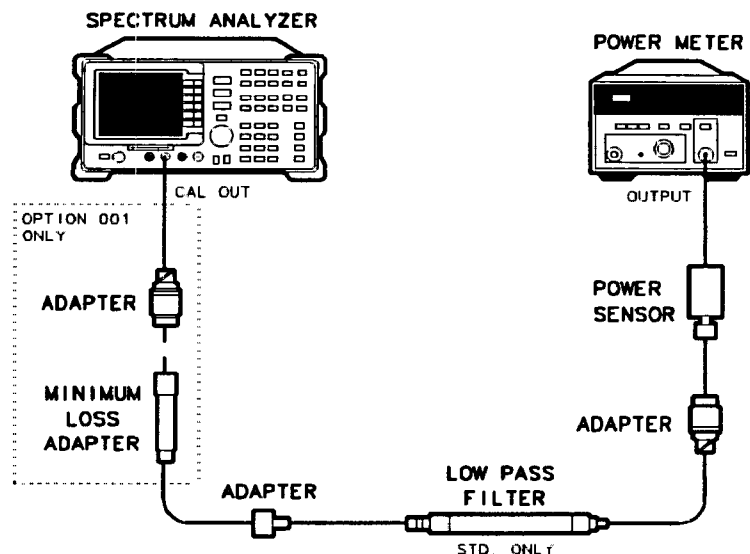 SPECTRUM ANALYZER
POWER METER
CAL OUT
OUTPUT
OPTION 001
ONLY
ADAPTER
POWER
SENSOR
MINIMUM
LOSS
ADAPTER
ADAPTER
ADAPTER
LOW PASS
FILTER
STD. ONLY